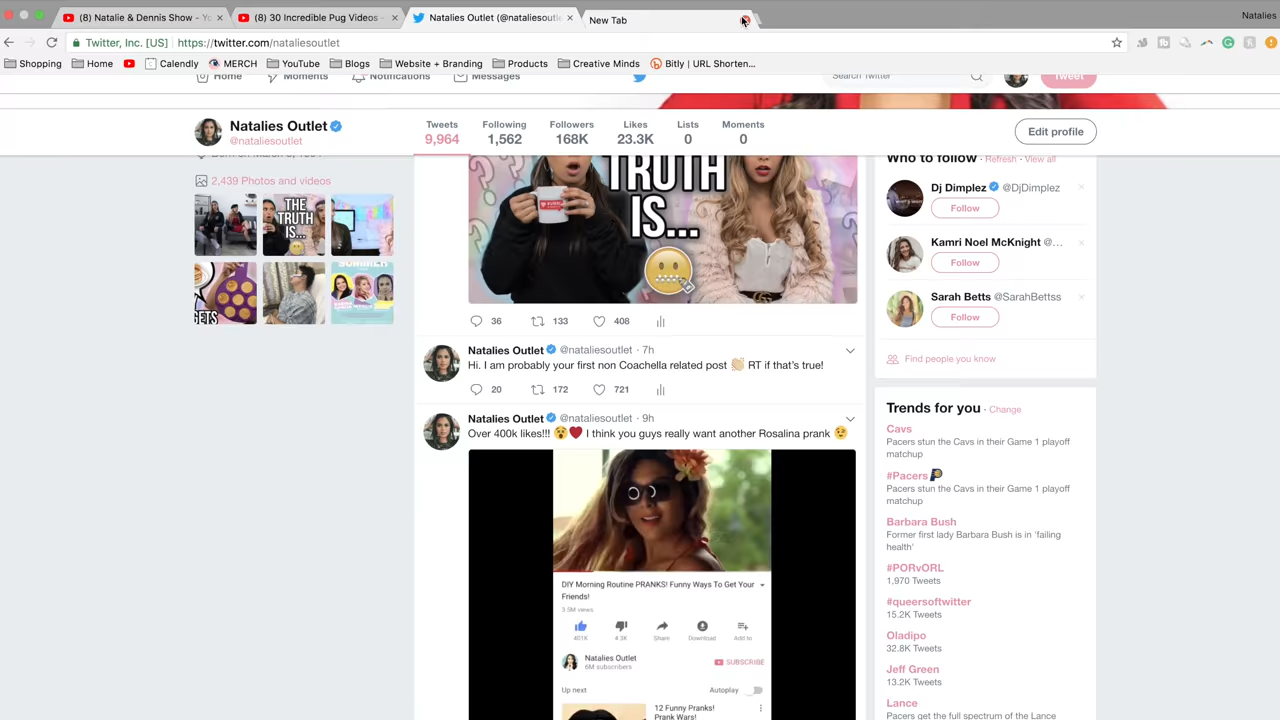 (8) Natalie & Dennis Show - Yo
(8) 30 Incredible Pug Videos -
Natalies Outlet (@nataliesoutle
New Tab
Natalies
Twitter, Inc. [US]
https://twitter.com/nataliesoutlet
Shopping
Home
Calendly
MERCH
YouTube
Blogs
Website + Branding
Products
Creative Minds
Bitly | URL Shorten...
Home
Moments
Notifications
Messages
Search Twitter
Tweet
Natalies Outlet
@nataliesoutlet
Tweets
9,964
Following
1,562
Followers
168K
Likes
23.3K
Lists
0
Moments
0
Edit profile
2,439 Photos and videos
THE
TRUTH
IS...
TRUTH
IS...
36
133
408
Natalies Outlet @nataliesoutlet · 7h
Hi. I am probably your first non Coachella related post 👏🏼 RT if that's true!
20
172
721
Natalies Outlet @nataliesoutlet · 9h
Over 400k likes!!! 😲❤️ I think you guys really want another Rosalina prank 😉
DIY Morning Routine PRANKS! Funny Ways To Get Your
Friends!
3.5M views
401K
4.3K
Share
Download
Add to
Natalies Outlet
6M subscribers
SUBSCRIBE
Up next
Autoplay
12 Funny Pranks!
Prank Wars!
Who to follow · Refresh · View all
Dj Dimplez @DjDimplez
Follow
Kamri Noel McKnight @...
Follow
Sarah Betts @SarahBettss
Follow
Find people you know
Trends for you · Change
Cavs
Pacers stun the Cavs in their Game 1 playoff
matchup
#Pacers
Pacers stun the Cavs in their Game 1 playoff
matchup
Barbara Bush
Former first lady Barbara Bush is in 'failing
health'
#PORvORL
1,970 Tweets
#queersoftwitter
15.2K Tweets
Oladipo
32.8K Tweets
Jeff Green
13.2K Tweets
Lance
Pacers get the full spectrum of the Lance